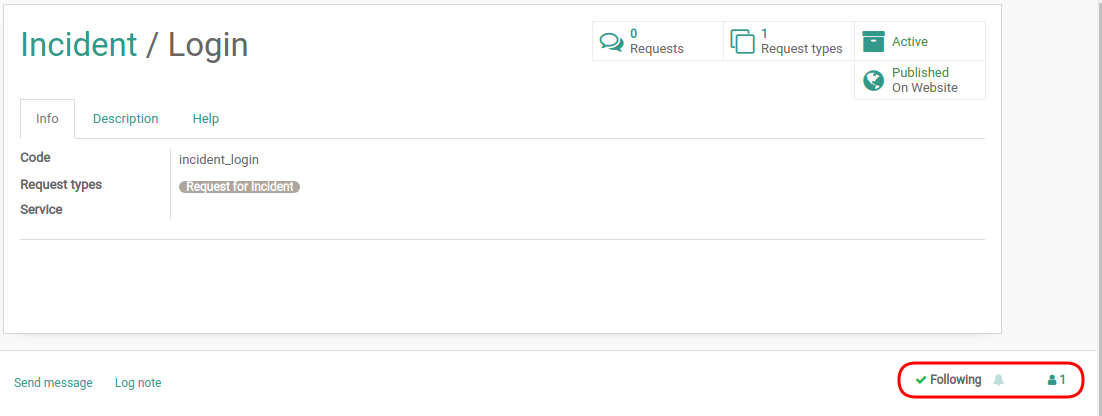 Incident / Login
0
Requests
1
Request types
Active
Published
On Website
Info
Description
Help
Code
incident_login
Request types
Request for Incident
Service
Send message
Log note
Following
1